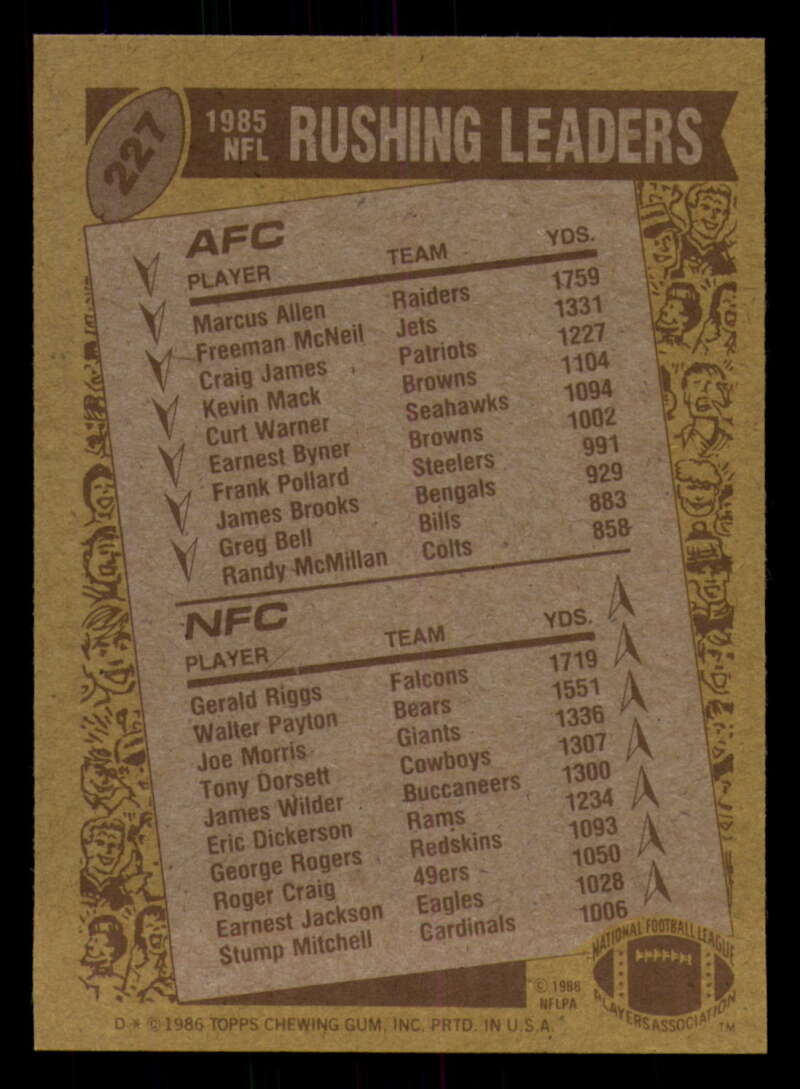 227
1985 NFL RUSHING LEADERS
AFC
PLAYER TEAM YDS.
Marcus Allen Raiders 1759
Freeman McNeil Jets 1331
Craig James Patriots 1227
Kevin Mack Browns 1104
Curt Warner Seahawks 1094
Earnest Byner Browns 1002
Frank Pollard Steelers 991
James Brooks Bengals 929
Greg Bell Bills 883
Randy McMillan Colts 858
NFC
PLAYER TEAM YDS.
Gerald Riggs Falcons 1719
Walter Payton Bears 1551
Joe Morris Giants 1336
Tony Dorsett Cowboys 1307
James Wilder Buccaneers 1300
Eric Dickerson Rams 1234
George Rogers Redskins 1093
Roger Craig 49ers 1050
Earnest Jackson Eagles 1028
Stump Mitchell Cardinals 1006
NATIONAL FOOTBALL LEAGUE
PLAYERS ASSOCIATION TM
© 1986
NFLPA
D * © 1986 TOPPS CHEWING GUM, INC. PRTD. IN U.S.A.